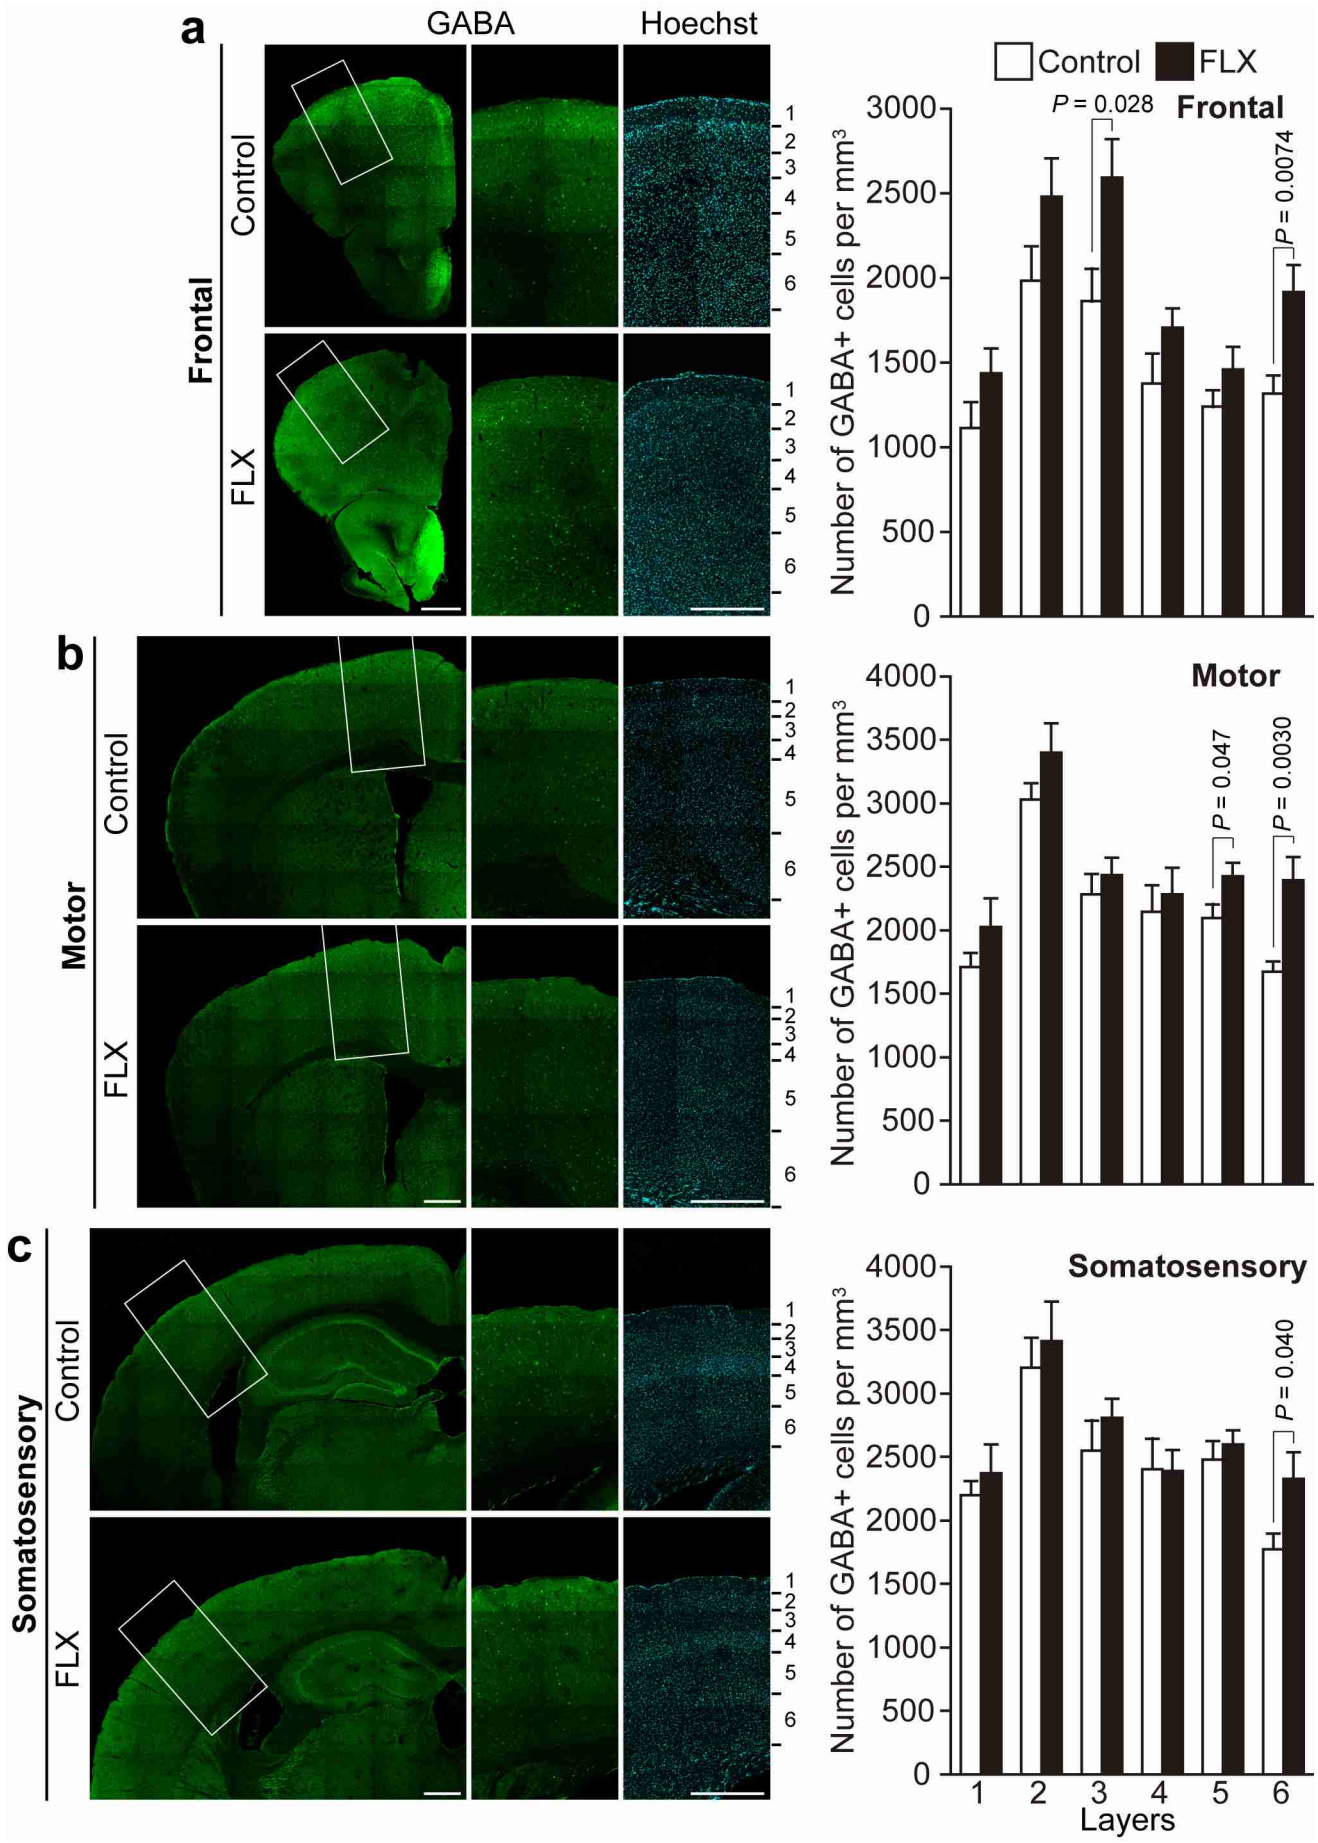 a
GABA
Hoechst
Control
FLX
Frontal
Control
FLX
1
2
3
4
5
6
1
2
3
4
5
6
Frontal
P = 0.028
P = 0.0074
Number of GABA+ cells per mm³
3000
2500
2000
1500
1000
500
0
b
Motor
Control
FLX
1
2
3
4
5
6
1
2
3
4
5
6
Motor
P = 0.047
P = 0.0030
Number of GABA+ cells per mm³
4000
3500
3000
2500
2000
1500
1000
500
0
c
Somatosensory
Control
FLX
1
2
3
4
5
6
1
2
3
4
5
6
Somatosensory
P = 0.040
Number of GABA+ cells per mm³
4000
3500
3000
2500
2000
1500
1000
500
0
1 2 3 4 5 6
Layers